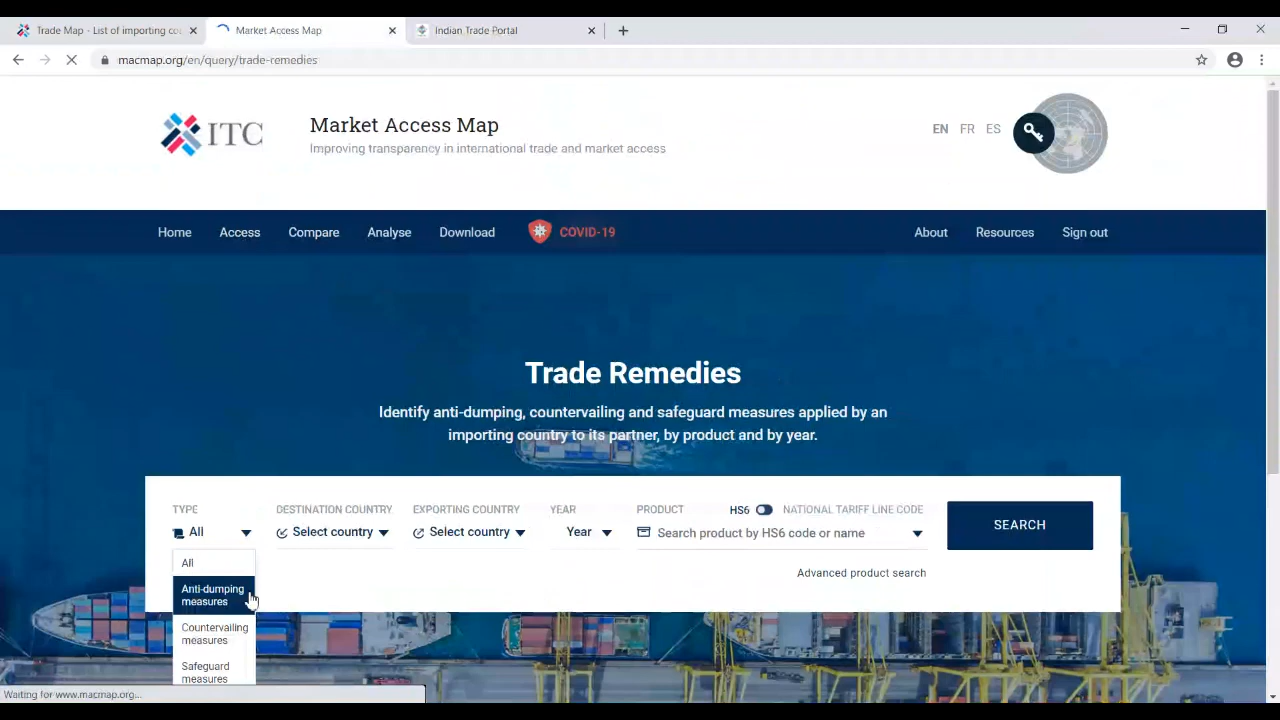 Trade Map - List of importing co
Market Access Map
Indian Trade Portal
macmap.org/en/query/trade-remedies
ITC
Market Access Map
Improving transparency in international trade and market access
EN FR ES
Home Access Compare Analyse Download COVID-19 About Resources Sign out
Trade Remedies
Identify anti-dumping, countervailing and safeguard measures applied by an
importing country to its partner, by product and by year.
TYPE DESTINATION COUNTRY EXPORTING COUNTRY YEAR PRODUCT HS6 NATIONAL TARIFF LINE CODE
All Select country Select country Year Search product by HS6 code or name
SEARCH
Advanced product search
All
Anti-dumping
measures
Countervailing
measures
Safeguard
measures
Waiting for www.macmap.org...